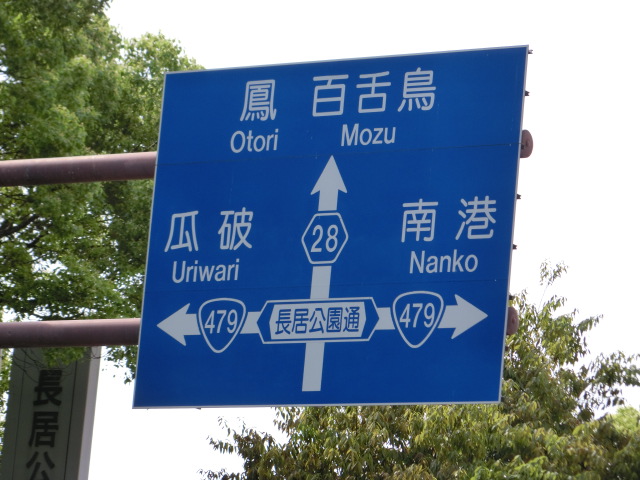 鳳 百舌鳥
Otori Mozu
瓜破
Uriwari
28
南港
Nanko
479
長居公園通
479
長居公